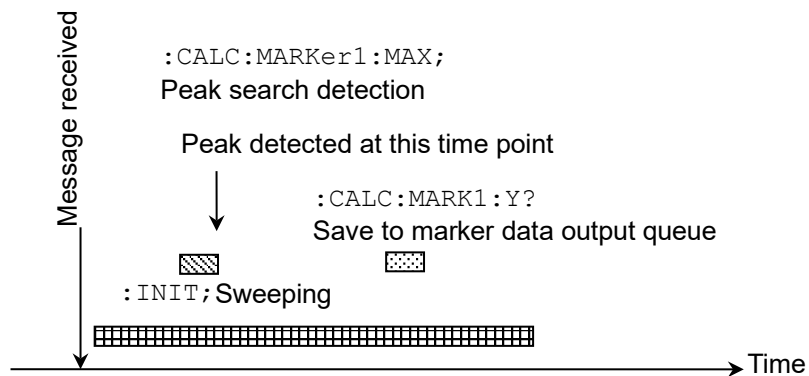 Message received
:CALC:MARKer1:MAX;
Peak search detection
Peak detected at this time point
:CALC:MARK1:Y?
Save to marker data output queue
:INIT;Sweeping
Time